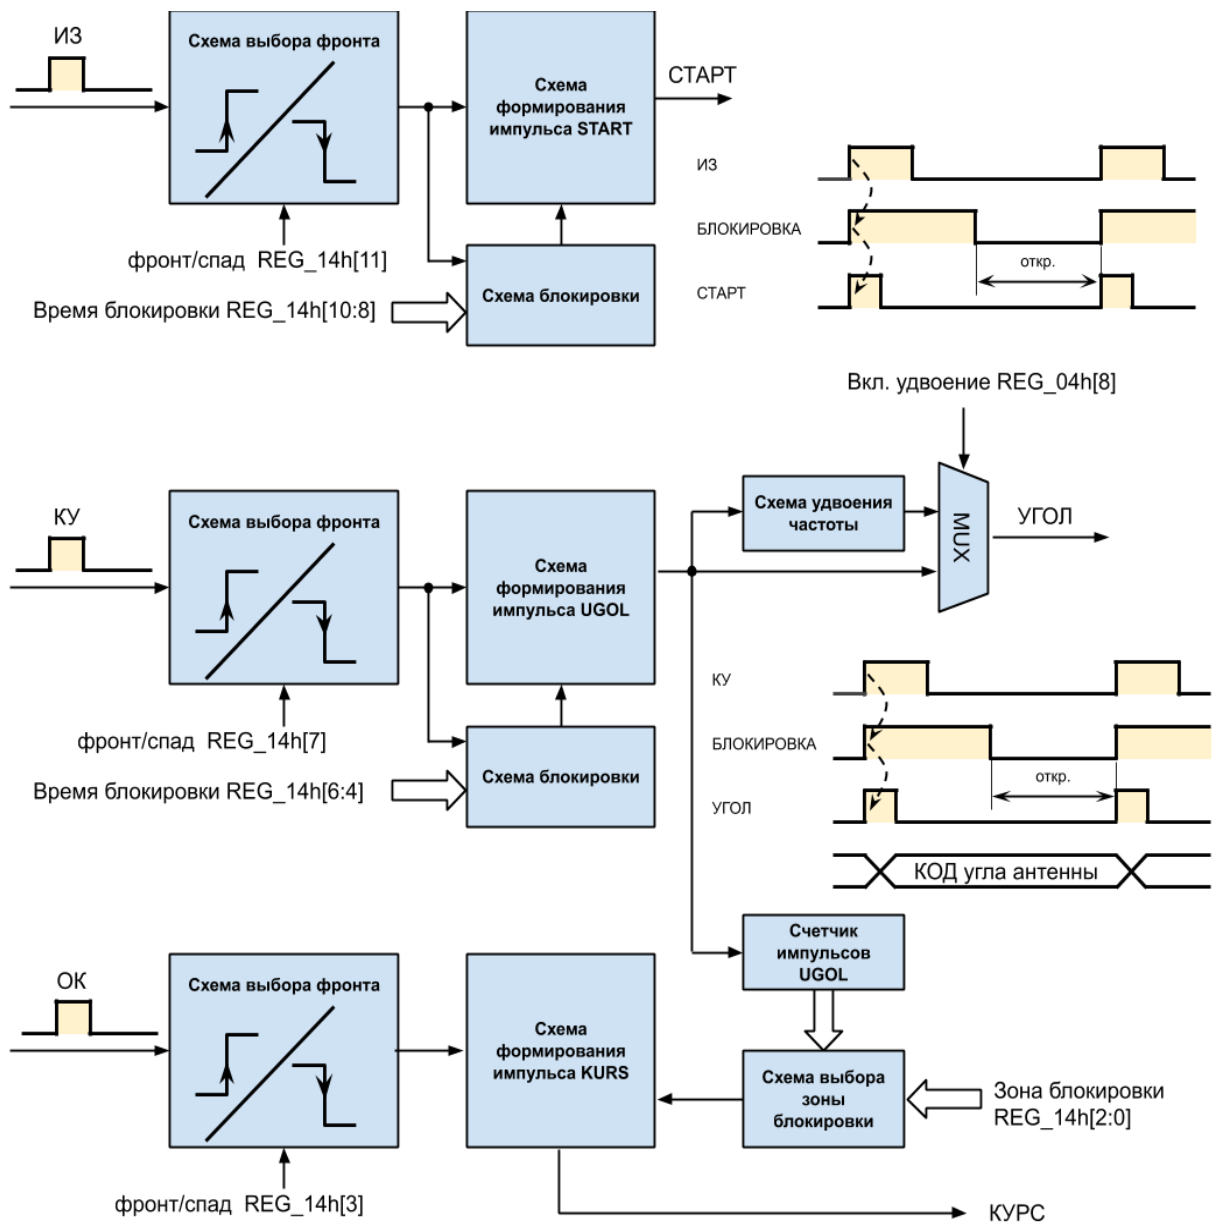 ИЗ
Схема выбора фронта
Схема
формирования
импульса START
СТАРТ
фронт/спад REG_14h[11]
Время блокировки REG_14h[10:8]
Схема блокировки
ИЗ
БЛОКИРОВКА
откр.
СТАРТ
Вкл. удвоение REG_04h[8]
КУ
Схема выбора фронта
Схема
формирования
импульса UGOL
Схема удвоения
частоты
MUX
УГОЛ
фронт/спад REG_14h[7]
Время блокировки REG_14h[6:4]
Схема блокировки
КУ
БЛОКИРОВКА
откр.
УГОЛ
КОД угла антенны
Счетчик
импульсов
UGOL
ОК
Схема выбора фронта
Схема
формирования
импульса KURS
Схема выбора
зоны
блокировки
Зона блокировки
REG_14h[2:0]
фронт/спад REG_14h[3]
КУРС